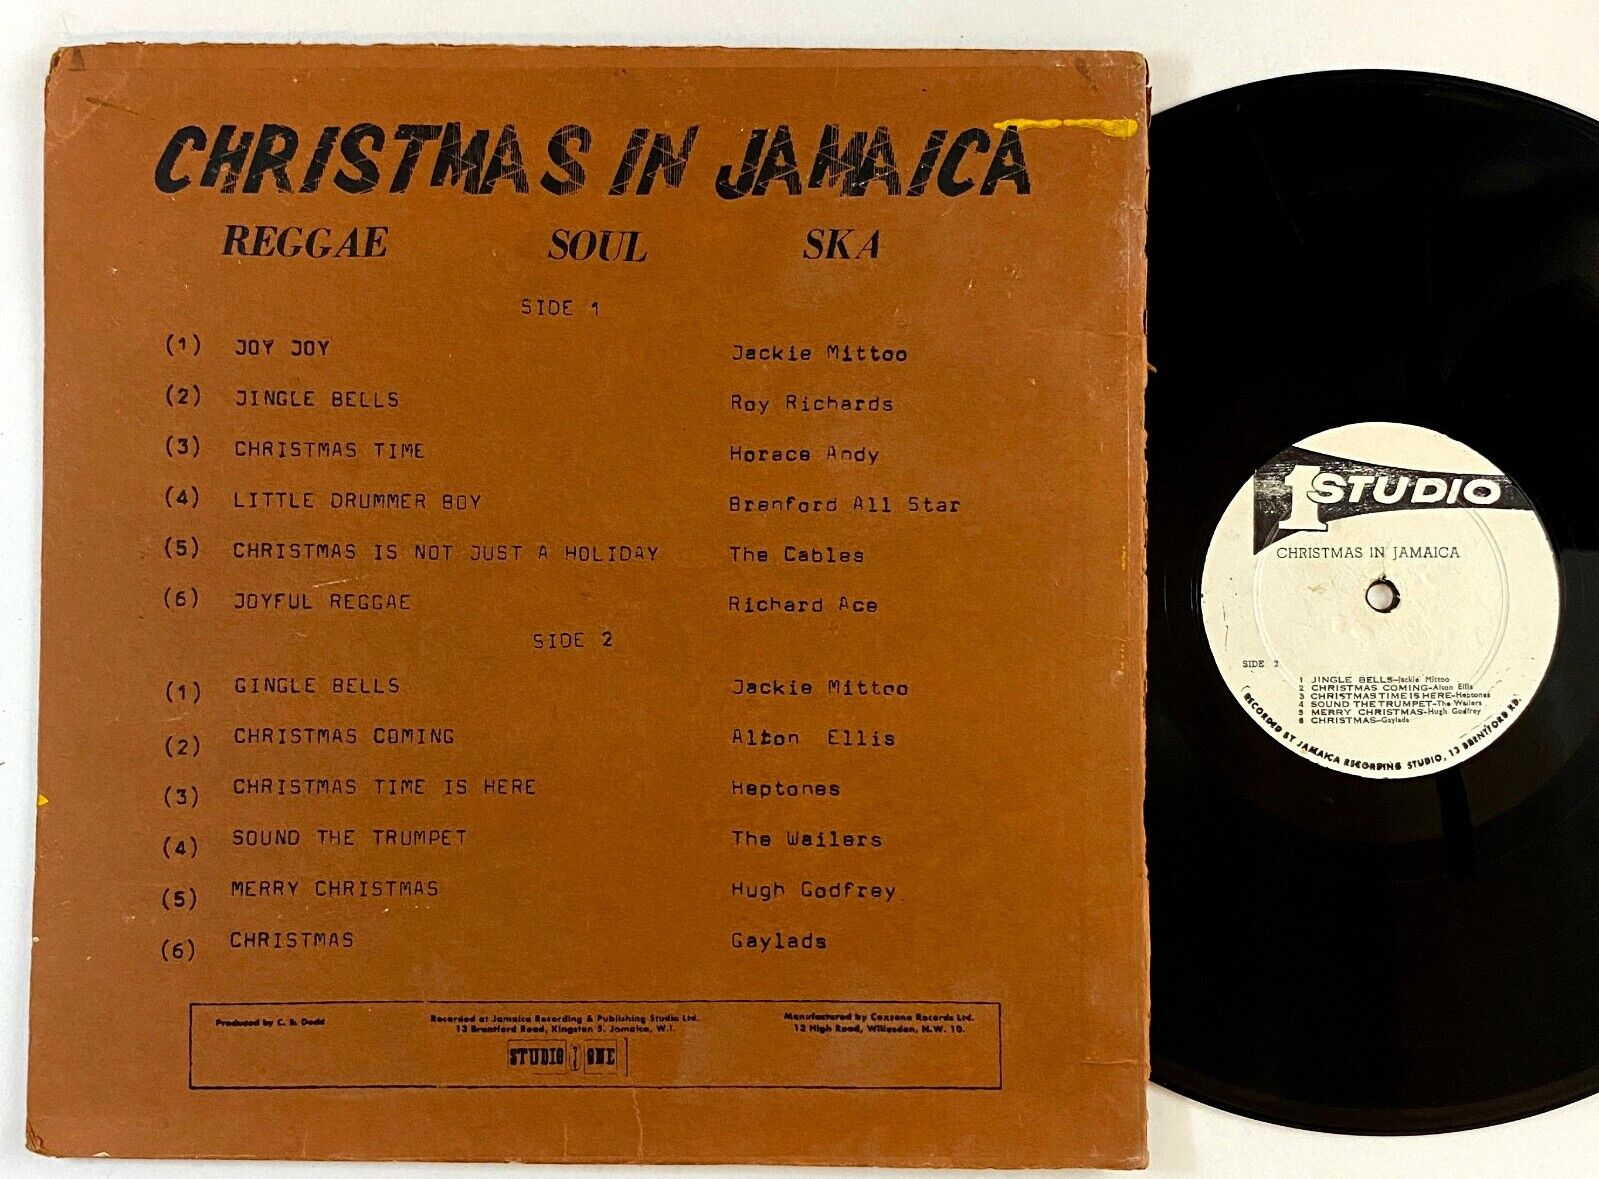 CHRISTMAS IN JAMAICA
REGGAE SOUL SKA
SIDE 1
(1) JOY JOY Jackie Mittoo
(2) JINGLE BELLS Roy Richards
(3) CHRISTMAS TIME Horace Andy
(4) LITTLE DRUMMER BOY Brenford All Star
(5) CHRISTMAS IS NOT JUST A HOLIDAY The Cables
(6) JOYFUL REGGAE Richard Ace
SIDE 2
(1) GINGLE BELLS Jackie Mittoo
(2) CHRISTMAS COMING Alton Ellis
(3) CHRISTMAS TIME IS HERE Heptones
(4) SOUND THE TRUMPET The Wailers
(5) MERRY CHRISTMAS Hugh Godfrey
(6) CHRISTMAS Gaylads
Produced by C. S. Dodd
Recorded at Jamaica Recording & Publishing Studio Ltd.
13 Brentford Road, Kingston 5. Jamaica, W.I.
Manufactured by Coxsone Records Ltd.
13 High Road, Willesden, N.W. 10.
STUDIO ONE
1 STUDIO
CHRISTMAS IN JAMAICA
SIDE 2
1 JINGLE BELLS-Jackie Mittoo
2 CHRISTMAS COMING-Alton Ellis
3 CHRISTMAS TIME IS HERE-Heptones
4 SOUND THE TRUMPET-The Wailers
5 MERRY CHRISTMAS-Hugh Godfrey
6 CHRISTMAS-Gaylads
RECORDED BY JAMAICA RECORDING STUDIO, 13 BRENTFORD RD.